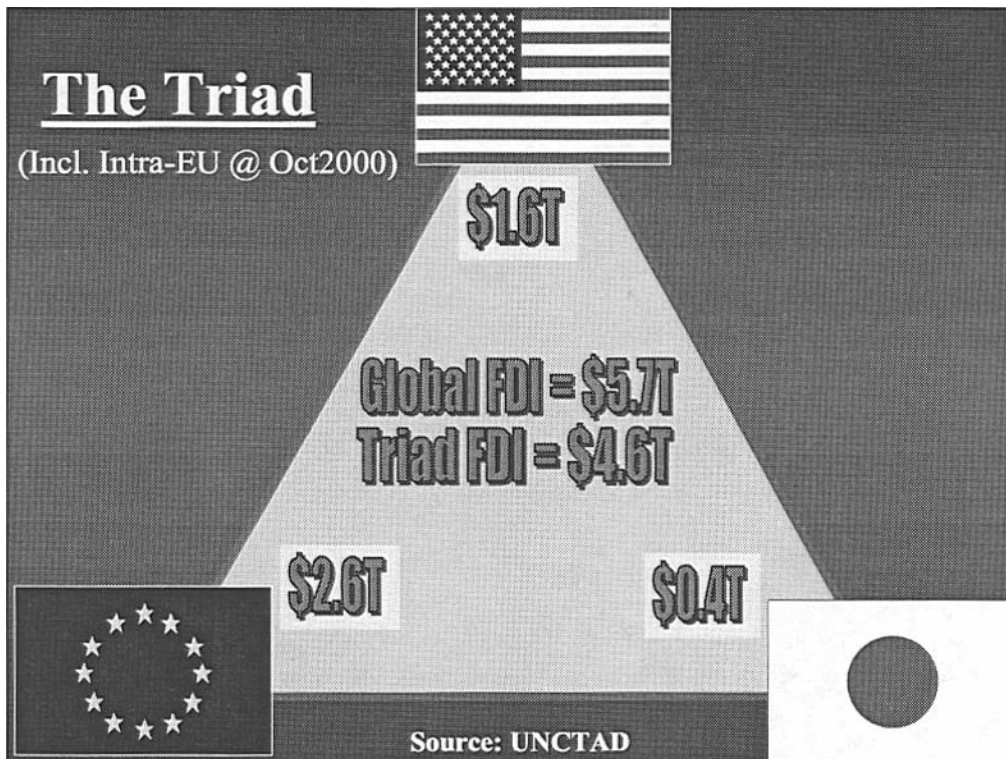 The Triad
(Incl. Intra-EU @ Oct2000)
$1.6T
Global FDI = $5.7T
Triad FDI = $4.6T
$2.6T
$0.4T
Source: UNCTAD